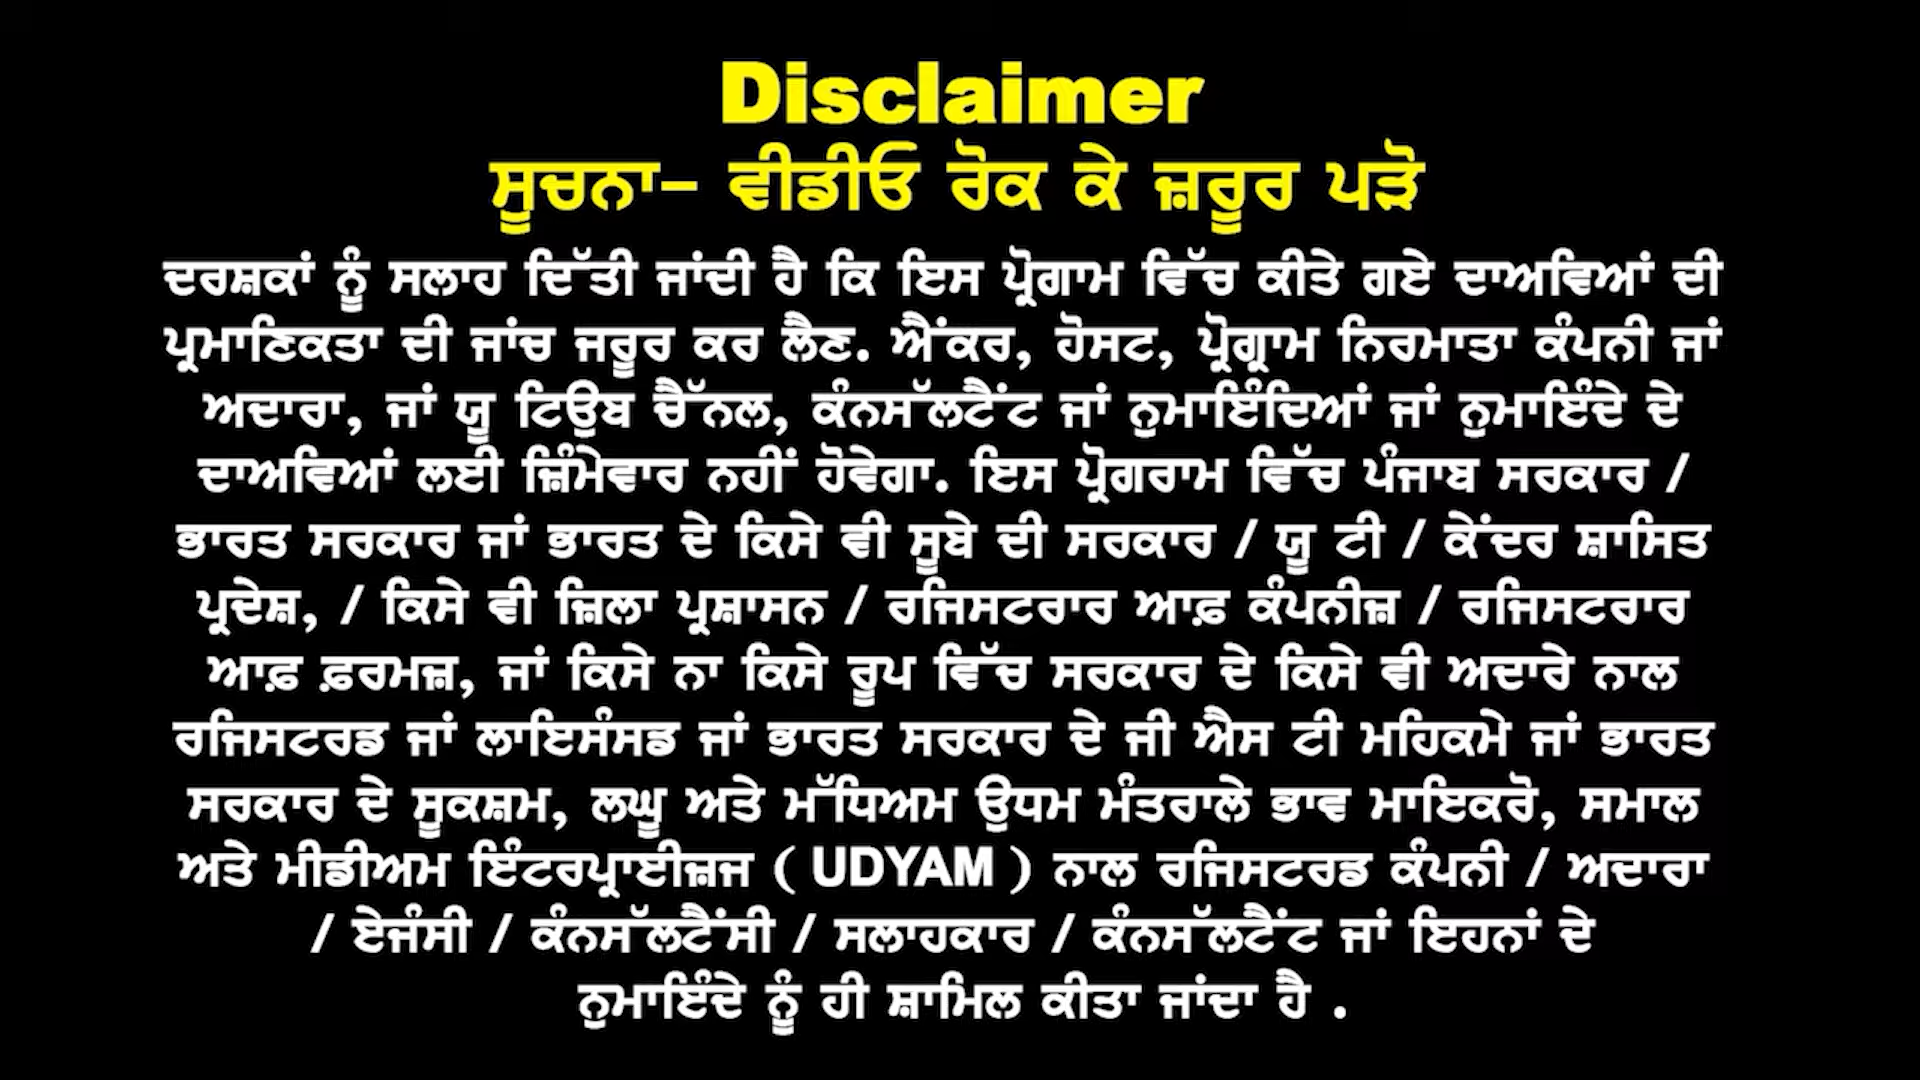 Disclaimer
ਸੂਚਨਾ- ਵੀਡੀਓ ਰੋਕ ਕੇ ਜ਼ਰੂਰ ਪੜੋ
ਦਰਸ਼ਕਾਂ ਨੂੰ ਸਲਾਹ ਦਿੱਤੀ ਜਾਂਦੀ ਹੈ ਕਿ ਇਸ ਪ੍ਰੋਗਾਮ ਵਿੱਚ ਕੀਤੇ ਗਏ ਦਾਅਵਿਆਂ ਦੀ
ਪ੍ਰਮਾਣਿਕਤਾ ਦੀ ਜਾਂਚ ਜਰੂਰ ਕਰ ਲੈਣ. ਐਂਕਰ, ਹੋਸਟ, ਪ੍ਰੋਗ੍ਰਾਮ ਨਿਰਮਾਤਾ ਕੰਪਨੀ ਜਾਂ
ਅਦਾਰਾ, ਜਾਂ ਯੂ ਟਿਊਬ ਚੈੱਨਲ, ਕੰਨਸੱਲਟੈਂਟ ਜਾਂ ਨੁਮਾਇੰਦਿਆਂ ਜਾਂ ਨੁਮਾਇੰਦੇ ਦੇ
ਦਾਅਵਿਆਂ ਲਈ ਜ਼ਿੰਮੇਵਾਰ ਨਹੀਂ ਹੋਵੇਗਾ. ਇਸ ਪ੍ਰੋਗਰਾਮ ਵਿੱਚ ਪੰਜਾਬ ਸਰਕਾਰ /
ਭਾਰਤ ਸਰਕਾਰ ਜਾਂ ਭਾਰਤ ਦੇ ਕਿਸੇ ਵੀ ਸੂਬੇ ਦੀ ਸਰਕਾਰ / ਯੂ ਟੀ / ਕੇਂਦਰ ਸ਼ਾਸਿਤ
ਪ੍ਰਦੇਸ਼, / ਕਿਸੇ ਵੀ ਜ਼ਿਲਾ ਪ੍ਰਸ਼ਾਸਨ / ਰਜਿਸਟਰਾਰ ਆਫ਼ ਕੰਪਨੀਜ਼ / ਰਜਿਸਟਰਾਰ
ਆਫ਼ ਫ਼ਰਮਜ਼, ਜਾਂ ਕਿਸੇ ਨਾ ਕਿਸੇ ਰੂਪ ਵਿੱਚ ਸਰਕਾਰ ਦੇ ਕਿਸੇ ਵੀ ਅਦਾਰੇ ਨਾਲ
ਰਜਿਸਟਰਡ ਜਾਂ ਲਾਇਸੰਸਡ ਜਾਂ ਭਾਰਤ ਸਰਕਾਰ ਦੇ ਜੀ ਐਸ ਟੀ ਮਹਿਕਮੇ ਜਾਂ ਭਾਰਤ
ਸਰਕਾਰ ਦੇ ਸੂਕਸ਼ਮ, ਲਘੂ ਅਤੇ ਮੱਧਿਅਮ ਉਧਮ ਮੰਤਰਾਲੇ ਭਾਵ ਮਾਇਕਰੋ, ਸਮਾਲ
ਅਤੇ ਮੀਡੀਅਮ ਇੰਟਰਪ੍ਰਾਈਜ਼ਜ ( UDYAM ) ਨਾਲ ਰਜਿਸਟਰਡ ਕੰਪਨੀ / ਅਦਾਰਾ
/ ਏਜੰਸੀ / ਕੰਨਸੱਲਟੈਂਸੀ / ਸਲਾਹਕਾਰ / ਕੰਨਸੱਲਟੈਂਟ ਜਾਂ ਇਹਨਾਂ ਦੇ
ਨੁਮਾਇੰਦੇ ਨੂੰ ਹੀ ਸ਼ਾਮਿਲ ਕੀਤਾ ਜਾਂਦਾ ਹੈ .